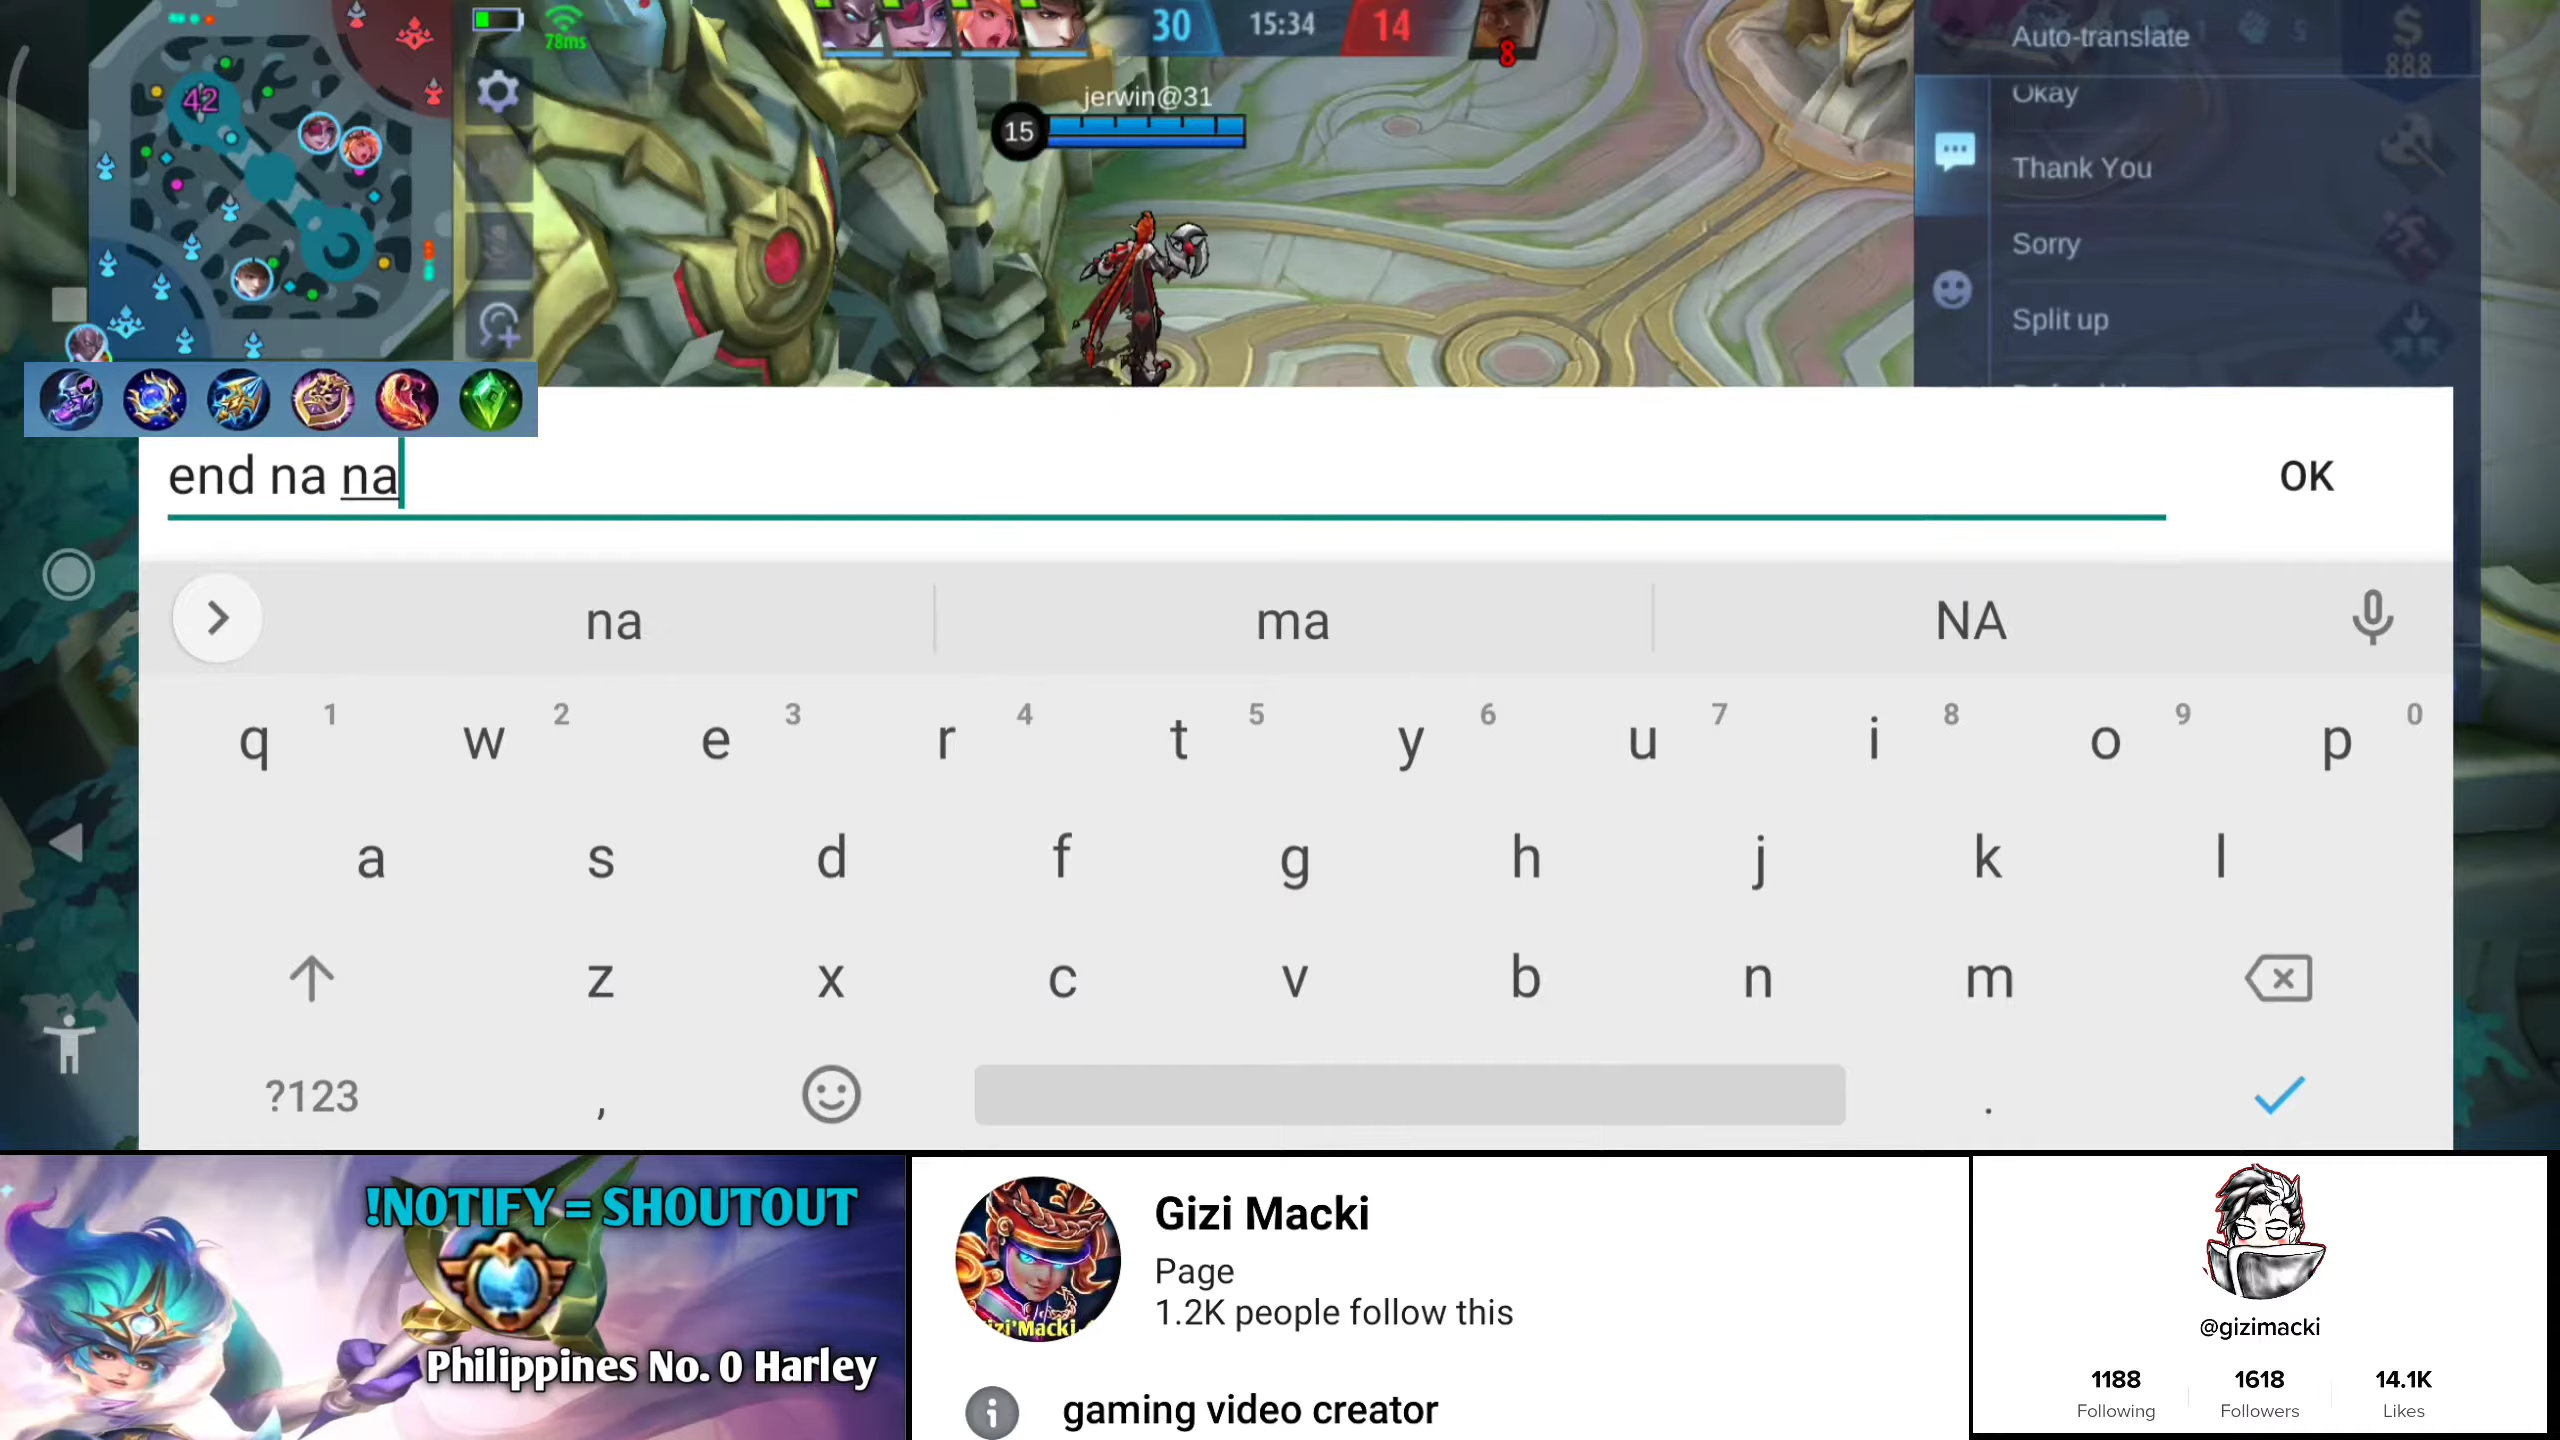 42
78ms
30
15:34
14
8
jerwin@31
15
Auto-translate
5
888
Okay
Thank You
Sorry
Split up
end na na
OK
na
ma
NA
q 1 w 2 e 3 r 4 t 5 y 6 u 7 i 8 o 9 p 0
a s d f g h j k l
z x c v b n m
?123 , .
!NOTIFY = SHOUTOUT
Philippines No. 0 Harley
Gizi Macki
Page
1.2K people follow this
gaming video creator
@gizimacki
1188
Following
1618
Followers
14.1K
Likes